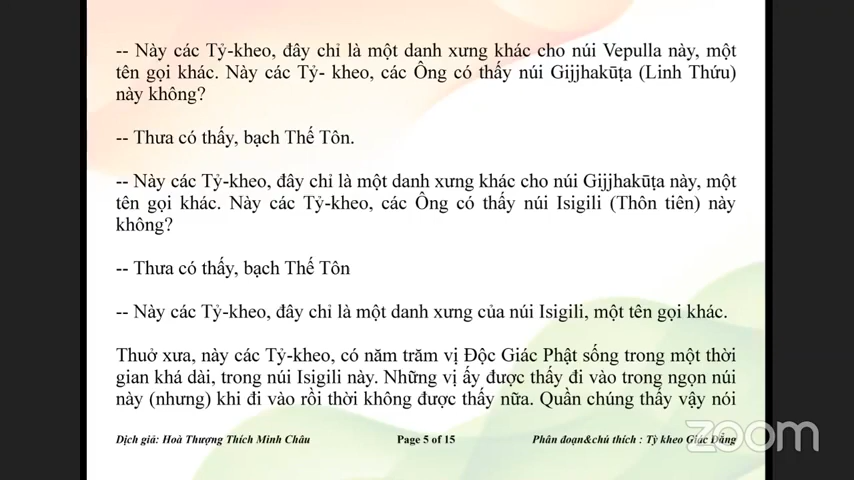 -- Này các Tỷ-kheo, đây chỉ là một danh xưng khác cho núi Vepulla này, một
tên gọi khác. Này các Tỷ- kheo, các Ông có thấy núi Gijjhakūṭa (Linh Thứu)
này không?
-- Thưa có thấy, bạch Thế Tôn.
-- Này các Tỷ-kheo, đây chỉ là một danh xưng khác cho núi Gijjhakūṭa này, một
tên gọi khác. Này các Tỷ-kheo, các Ông có thấy núi Isigili (Thôn tiên) này
không?
-- Thưa có thấy, bạch Thế Tôn
-- Này các Tỷ-kheo, đây chỉ là một danh xưng của núi Isigili, một tên gọi khác.
Thuở xưa, này các Tỷ-kheo, có năm trăm vị Độc Giác Phật sống trong một thời
gian khá dài, trong núi Isigili này. Những vị ấy được thấy đi vào trong ngọn núi
này (nhưng) khi đi vào rồi thời không được thấy nữa. Quần chúng thấy vậy nói
Dịch giả: Hoà Thượng Thích Minh Châu Page 5 of 15 Phân đoạn&chú thích : Tỳ kheo Giác Đẳng
zoom